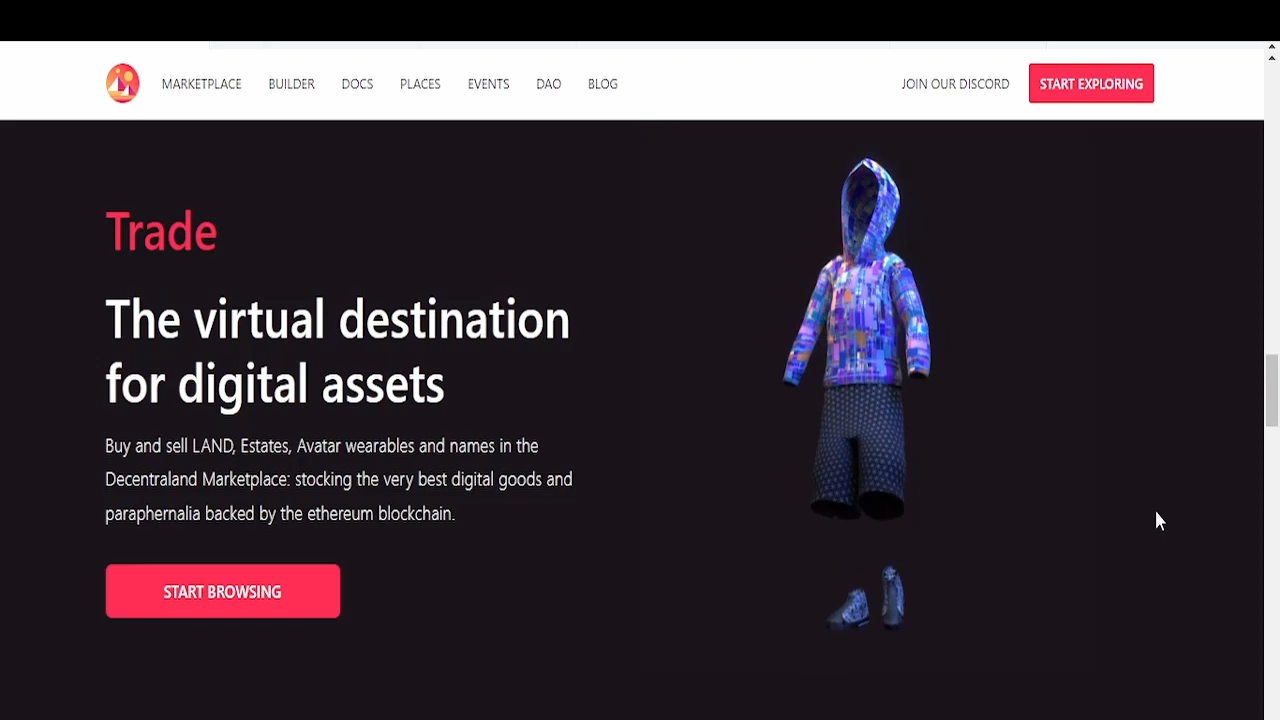 MARKETPLACE BUILDER DOCS PLACES EVENTS DAO BLOG JOIN OUR DISCORD START EXPLORING
Trade
The virtual destination
for digital assets
Buy and sell LAND, Estates, Avatar wearables and names in the
Decentraland Marketplace: stocking the very best digital goods and
paraphernalia backed by the ethereum blockchain.
START BROWSING